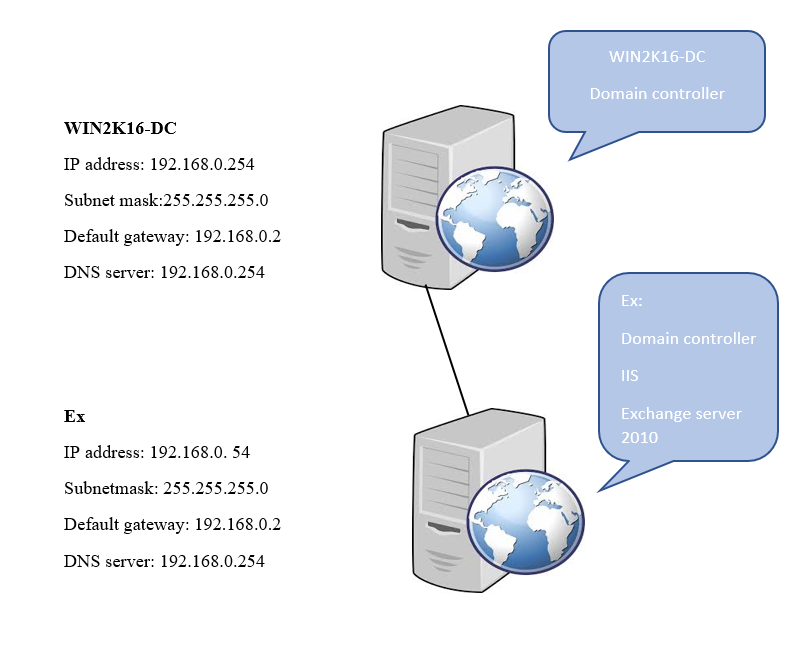 WIN2K16-DC
Domain controller
WIN2K16-DC
IP address: 192.168.0.254
Subnet mask:255.255.255.0
Default gateway: 192.168.0.2
DNS server: 192.168.0.254
Ex:
Domain controller
IIS
Exchange server
2010
Ex
IP address: 192.168.0. 54
Subnetmask: 255.255.255.0
Default gateway: 192.168.0.2
DNS server: 192.168.0.254